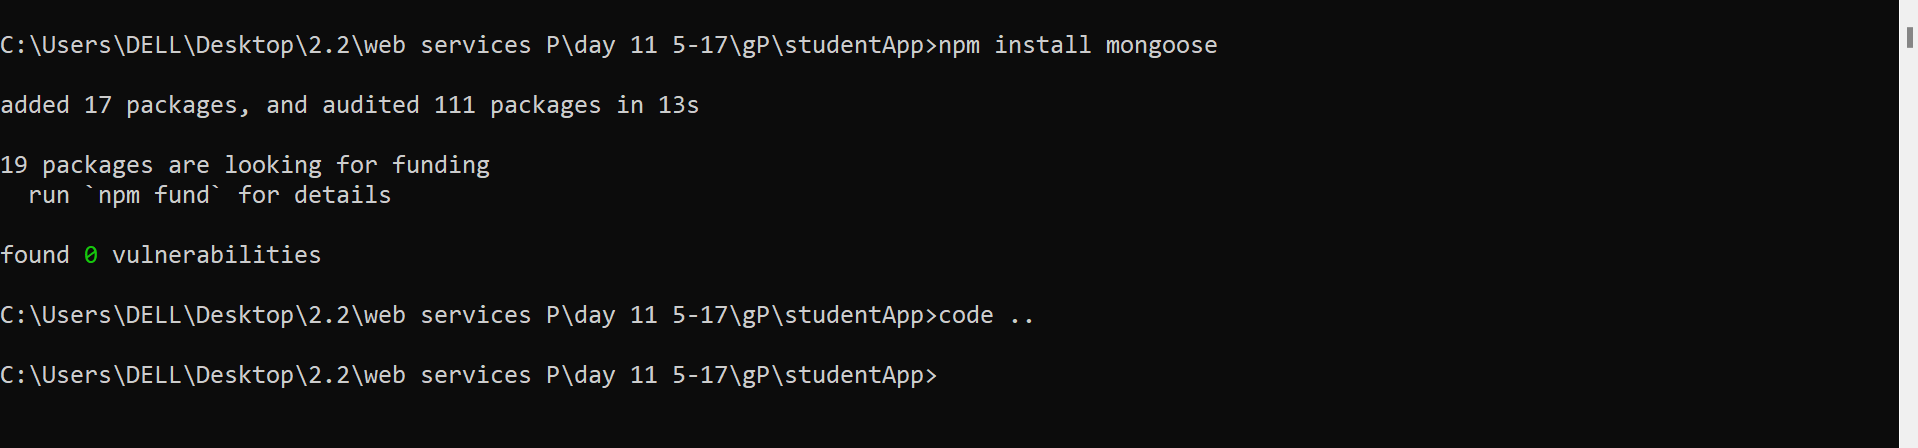 C:\Users\DELL\Desktop\2.2\web services P\day 11 5-17\gP\studentApp>npm install mongoose
added 17 packages, and audited 111 packages in 13s
19 packages are looking for funding
  run `npm fund` for details
found 0 vulnerabilities
C:\Users\DELL\Desktop\2.2\web services P\day 11 5-17\gP\studentApp>code ..
C:\Users\DELL\Desktop\2.2\web services P\day 11 5-17\gP\studentApp>